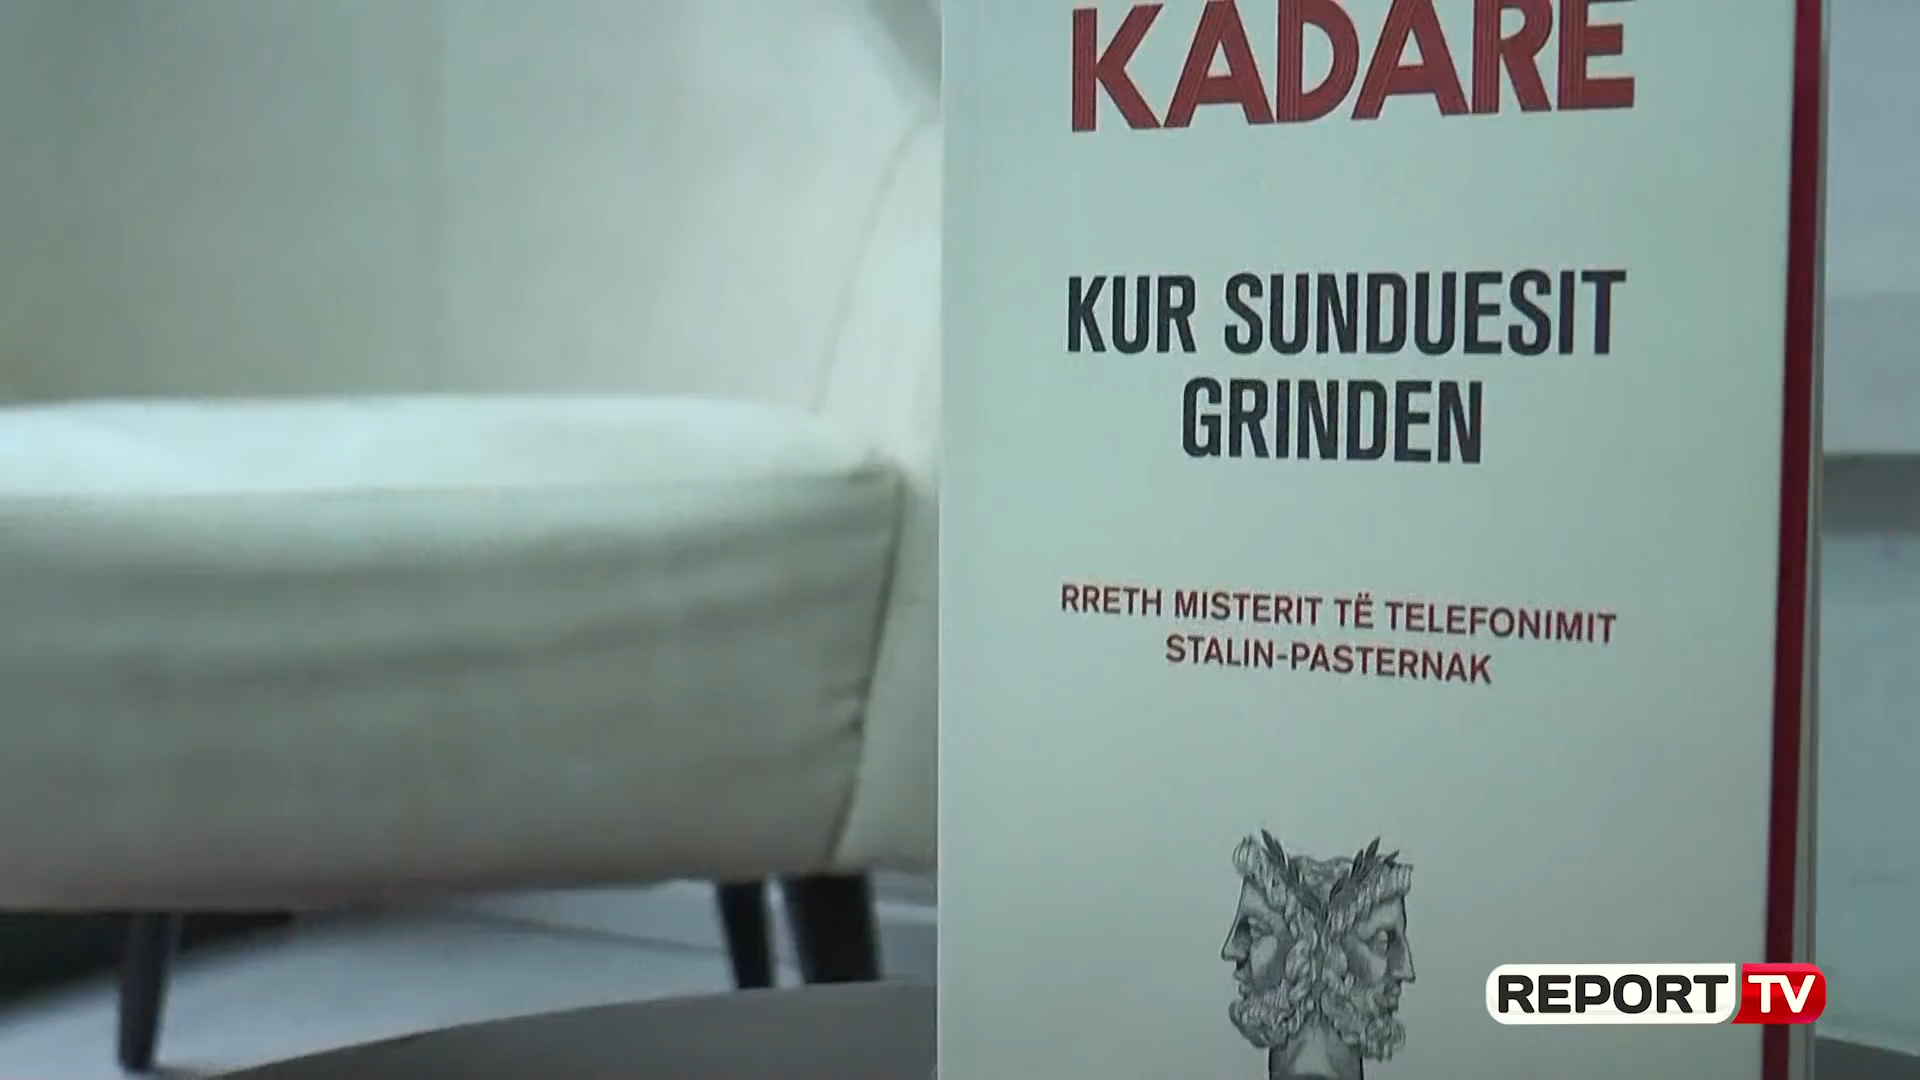 KADARE
KUR SUNDUESIT
GRINDEN
RRETH MISTERIT TË TELEFONIMIT
STALIN-PASTERNAK
REPORT TV